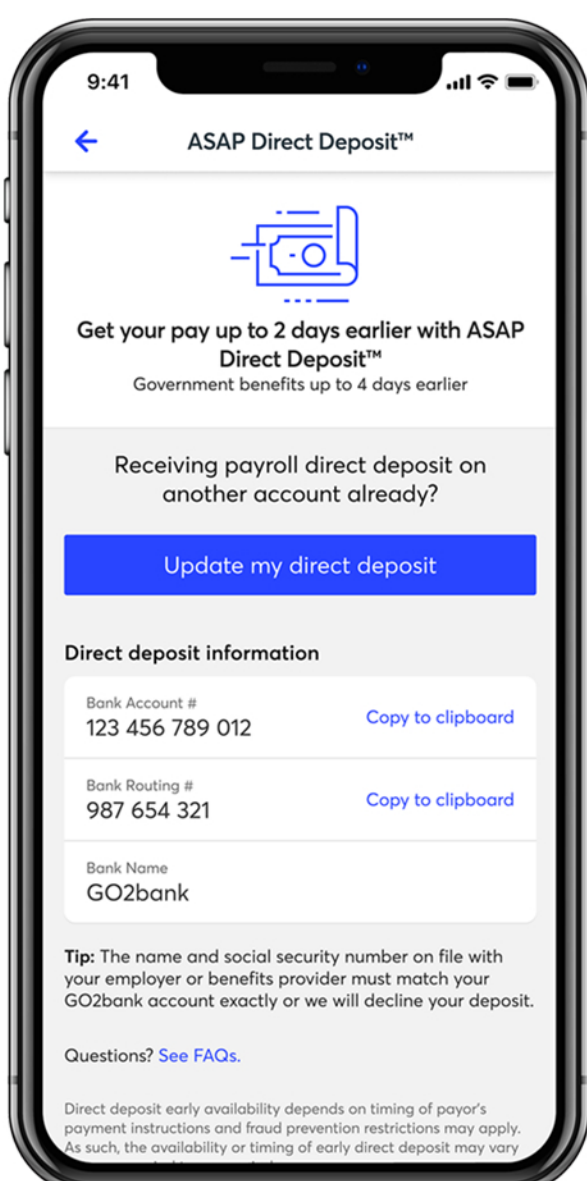 9:41
ASAP Direct Deposit™
Get your pay up to 2 days earlier with ASAP
Direct Deposit™
Government benefits up to 4 days earlier
Receiving payroll direct deposit on
another account already?
Update my direct deposit
Direct deposit information
Bank Account #
123 456 789 012
Copy to clipboard
Bank Routing #
987 654 321
Copy to clipboard
Bank Name
GO2bank
Tip: The name and social security number on file with
your employer or benefits provider must match your
GO2bank account exactly or we will decline your deposit.
Questions? See FAQs.
Direct deposit early availability depends on timing of payor's
payment instructions and fraud prevention restrictions may apply.
As such, the availability or timing of early direct deposit may vary